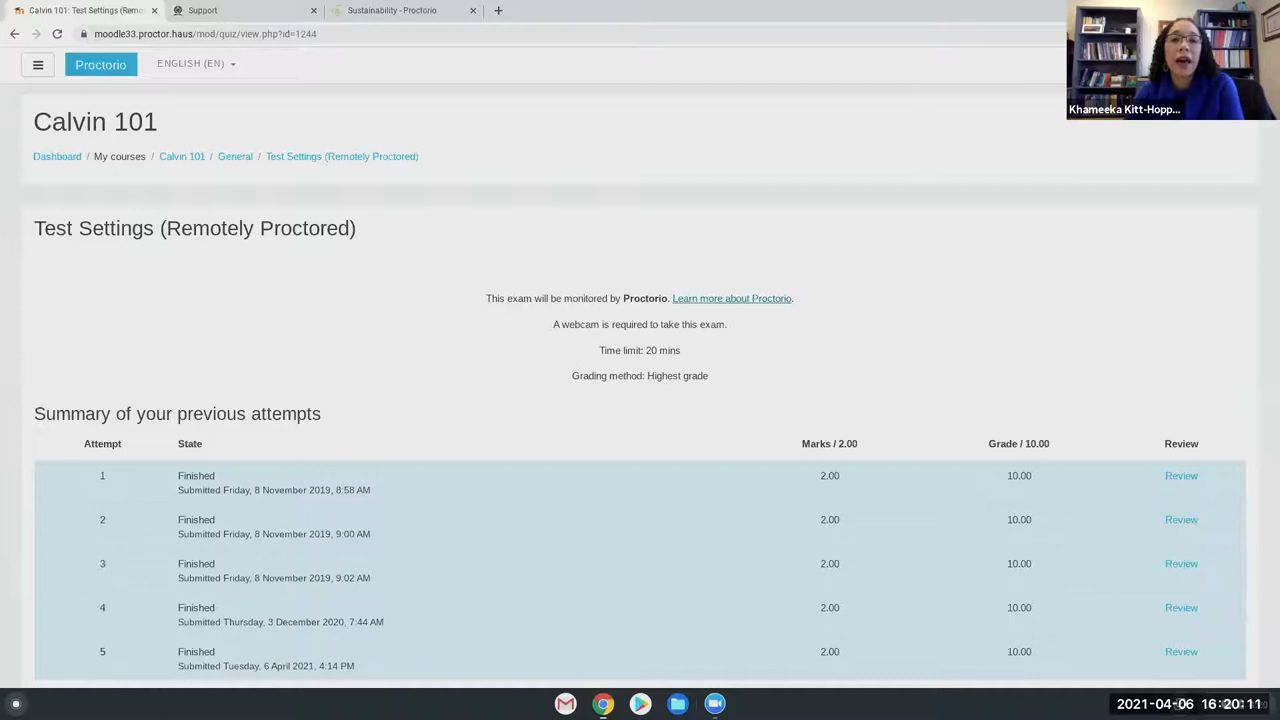 Calvin 101: Test Settings (Remo
Support
Sustainability - Proctorio
moodle33.proctor.haus/mod/quiz/view.php?id=1244
Proctorio
ENGLISH (EN)
Khameeka Kitt-Hopp...
Calvin 101
Dashboard / My courses / Calvin 101 / General / Test Settings (Remotely Proctored)
Test Settings (Remotely Proctored)
This exam will be monitored by Proctorio. Learn more about Proctorio.
A webcam is required to take this exam.
Time limit: 20 mins
Grading method: Highest grade
Summary of your previous attempts
Attempt State Marks / 2.00 Grade / 10.00 Review
1 Finished 2.00 10.00 Review
Submitted Friday, 8 November 2019, 8:58 AM
2 Finished 2.00 10.00 Review
Submitted Friday, 8 November 2019, 9:00 AM
3 Finished 2.00 10.00 Review
Submitted Friday, 8 November 2019, 9:02 AM
4 Finished 2.00 10.00 Review
Submitted Thursday, 3 December 2020, 7:44 AM
5 Finished 2.00 10.00 Review
Submitted Tuesday, 6 April 2021, 4:14 PM
2021-04-06 16:20:11